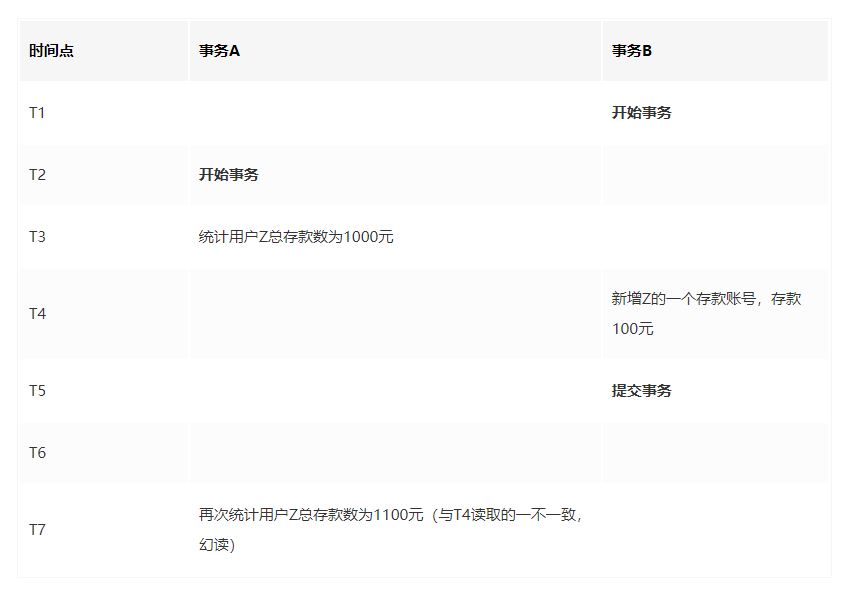 时间点 事务A 事务B
T1 开始事务
T2 开始事务
T3 统计用户Z总存款数为1000元
T4 新增Z的一个存款账号，存款
100元
T5 提交事务
T6
T7 再次统计用户Z总存款数为1100元（与T4读取的一不一致，
幻读）